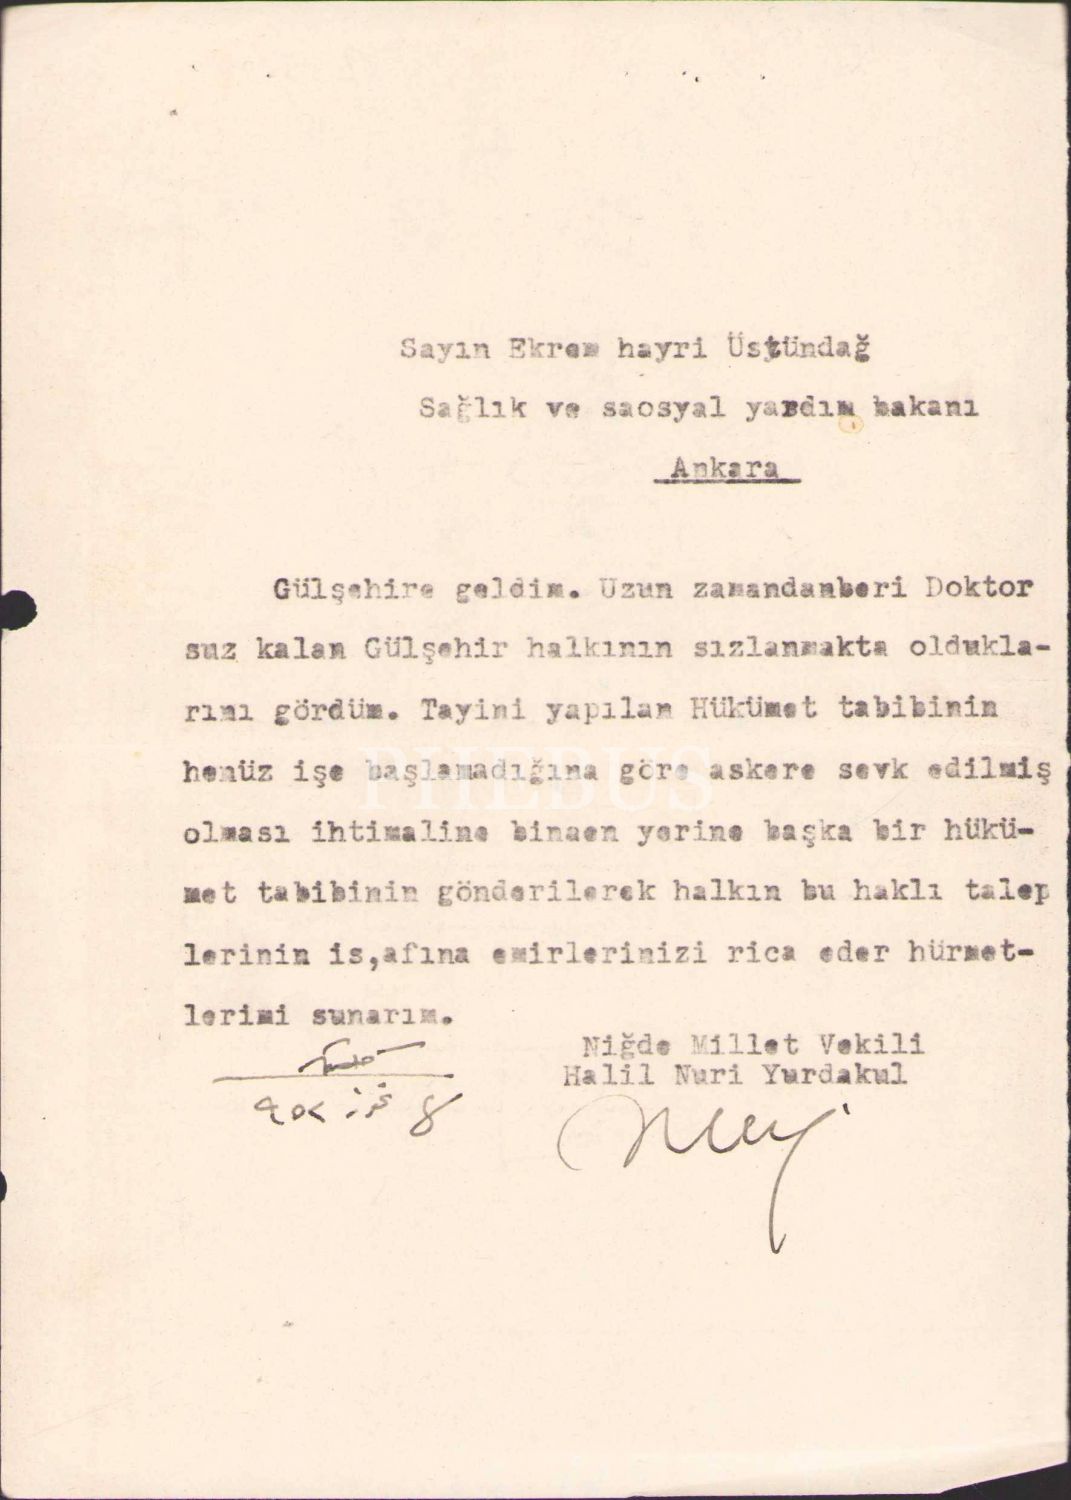 Sayın Ekrem hayri Üstündağ
Sağlık ve saosyal yardım bakanı
Ankara
Gülşehire geldim. Uzun zamandanberi Doktor
suz kalan Gülşehir halkının sızlanmakta oldukla-
rını gördüm. Tayini yapılan Hükümet tabibinin
henüz işe başlamadığına göre askere sevk edilmiş
olması ihtimaline binaen yerine başka bir hükü-
met tabibinin gönderilerek halkın bu haklı talep
lerinin is,afına emirlerinizi rica eder hürmet-
lerimi sunarım.
Niğde Millet Vekili
Halil Nuri Yurdakul
PHEBUS